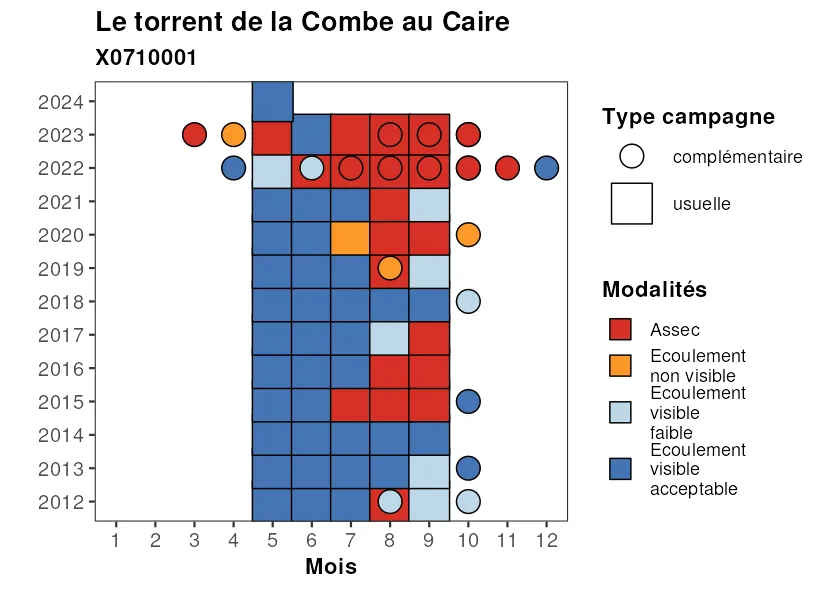 Le torrent de la Combe au Caire
X0710001
2024
2023
2022
2021
2020
2019
2018
2017
2016
2015
2014
2013
2012
1 2 3 4 5 6 7 8 9 10 11 12
Mois
Type campagne
complémentaire
usuelle
Modalités
Assec
Ecoulement
non visible
Ecoulement
visible
faible
Ecoulement
visible
acceptable